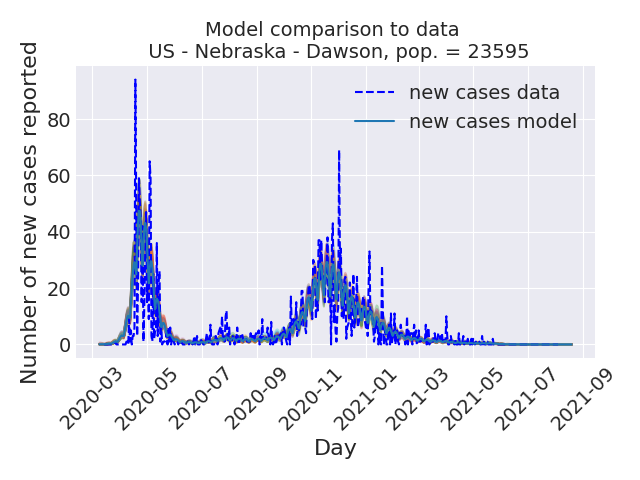 Model comparison to data
US - Nebraska - Dawson, pop. = 23595
Number of new cases reported
80
60
40
20
0
new cases data
new cases model
2020-03
2020-05
2020-07
2020-09
2020-11
2021-01
2021-03
2021-05
2021-07
2021-09
Day